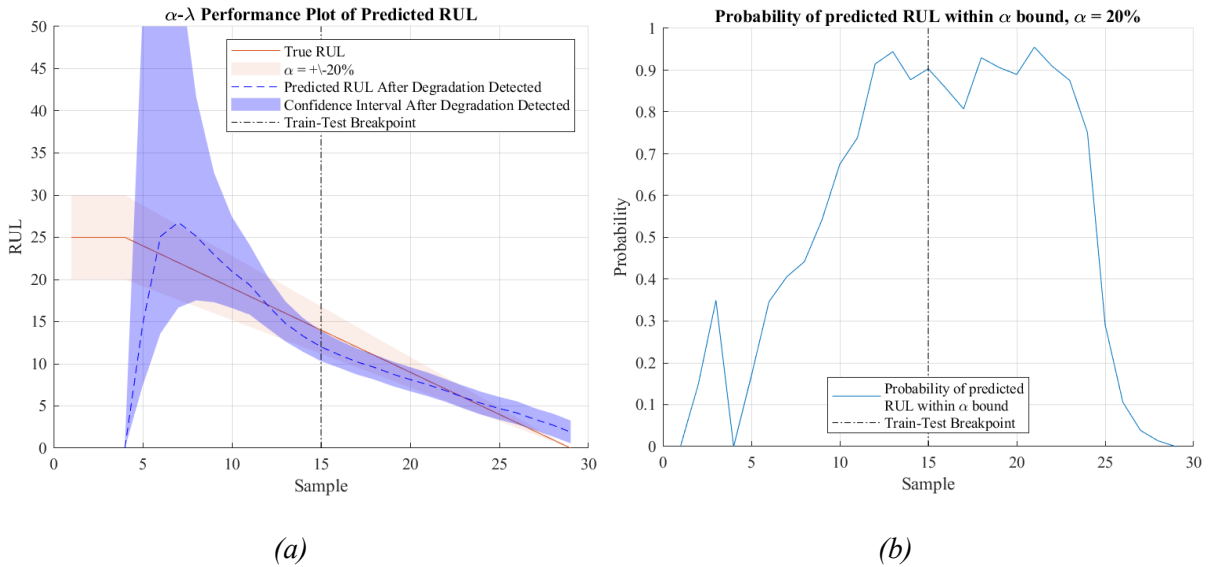 α-λ Performance Plot of Predicted RUL
50
45
40
35
30
25
20
15
10
5
0
RUL
True RUL
α = +\-20%
Predicted RUL After Degradation Detected
Confidence Interval After Degradation Detected
Train-Test Breakpoint
0 5 10 15 20 25 30
Sample
(a)
Probability of predicted RUL within α bound, α = 20%
1
0.9
0.8
0.7
0.6
0.5
0.4
0.3
0.2
0.1
0
Probability
Probability of predicted
RUL within α bound
Train-Test Breakpoint
0 5 10 15 20 25 30
Sample
(b)